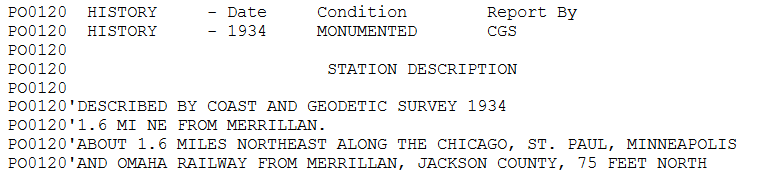 PO0120  HISTORY     - Date     Condition        Report By
PO0120  HISTORY     - 1934     MONUMENTED       CGS
PO0120
PO0120                          STATION DESCRIPTION
PO0120
PO0120'DESCRIBED BY COAST AND GEODETIC SURVEY 1934
PO0120'1.6 MI NE FROM MERRILLAN.
PO0120'ABOUT 1.6 MILES NORTHEAST ALONG THE CHICAGO, ST. PAUL, MINNEAPOLIS
PO0120'AND OMAHA RAILWAY FROM MERRILLAN, JACKSON COUNTY, 75 FEET NORTH